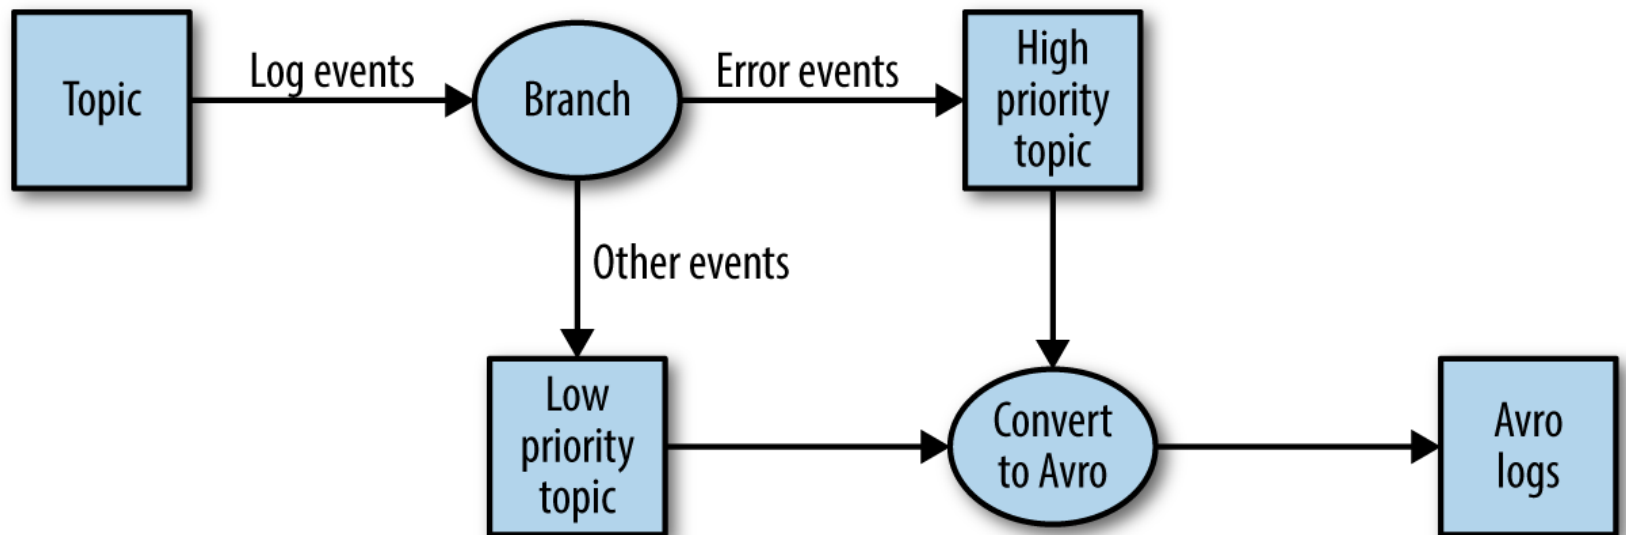 Topic
Log events
Branch
Error events
High
priority
topic
Other events
Low
priority
topic
Convert
to Avro
Avro
logs